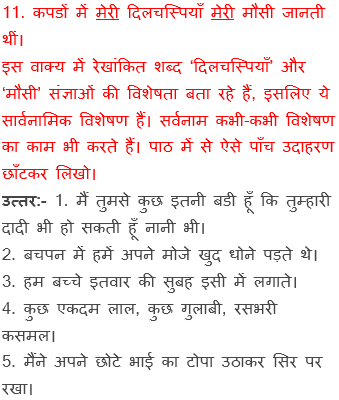 11. कपडों में मेरी दिलचस्पियाँ मेरी मौसी जानती
थीं।
इस वाक्य में रेखांकित शब्द ‘दिलचस्पियाँ’ और
‘मौसी’ संज्ञाओं की विशेषता बता रहे हैं, इसलिए ये
सार्वनामिक विशेषण हैं। सर्वनाम कभी-कभी विशेषण
का काम भी करते हैं। पाठ में से ऐसे पाँच उदाहरण
छाँटकर लिखो।
उत्तर:- 1. मैं तुमसे कुछ इतनी बडी हूँ कि तुम्हारी
दादी भी हो सकती हूँ नानी भी।
2. बचपन में हमें अपने मोजे खुद धोने पड़ते थे।
3. हम बच्चे इतवार की सुबह इसी में लगाते।
4. कुछ एकदम लाल, कुछ गुलाबी, रसभरी
कसमल।
5. मैंने अपने छोटे भाई का टोपा उठाकर सिर पर
रखा।